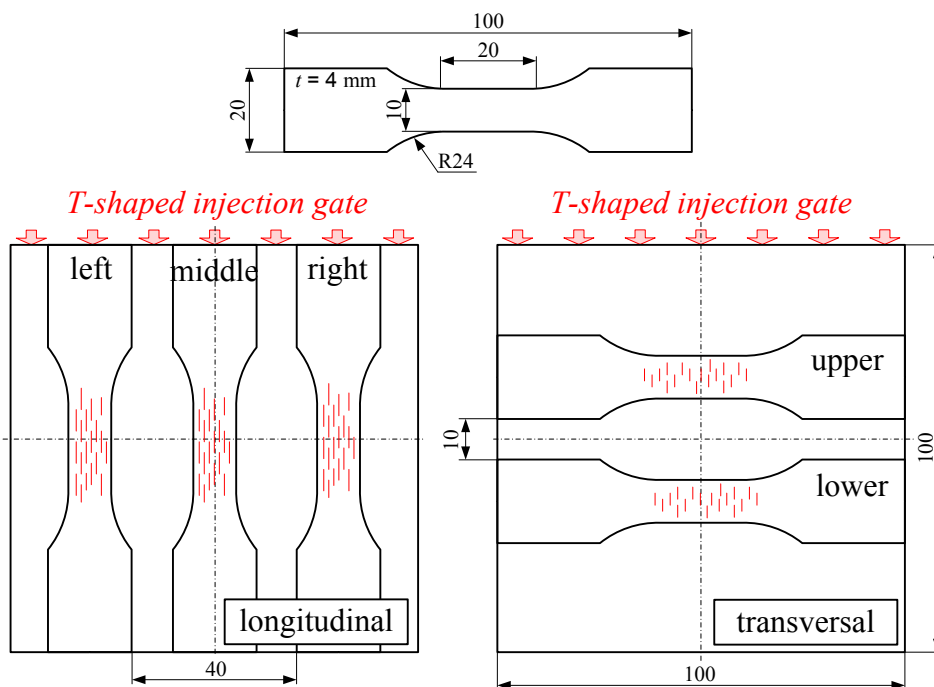 100
20
t = 4 mm
20
10
R24
T-shaped injection gate
T-shaped injection gate
left
middle
right
upper
10
100
lower
longitudinal
transversal
40
100